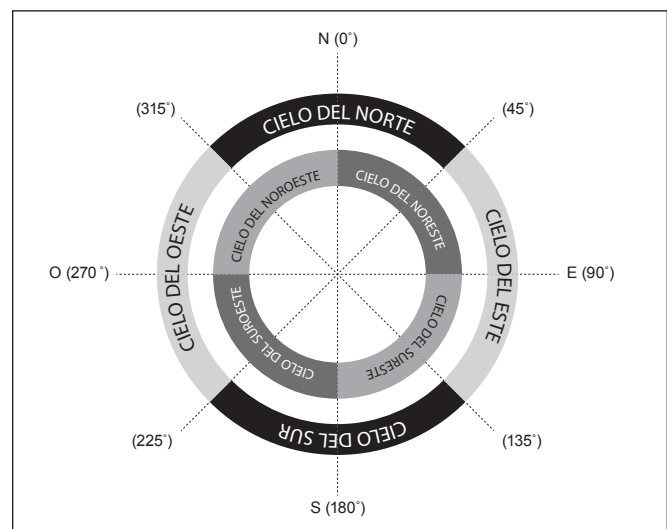 N (0˚)
(315˚)
(45˚)
CIELO DEL NORTE
CIELO DEL NOROESTE
CIELO DEL NORESTE
CIELO DEL OESTE
CIELO DEL ESTE
O (270˚)
E (90˚)
CIELO DEL SUROESTE
CIELO DEL SURESTE
CIELO DEL SUR
(225˚)
(135˚)
S (180˚)